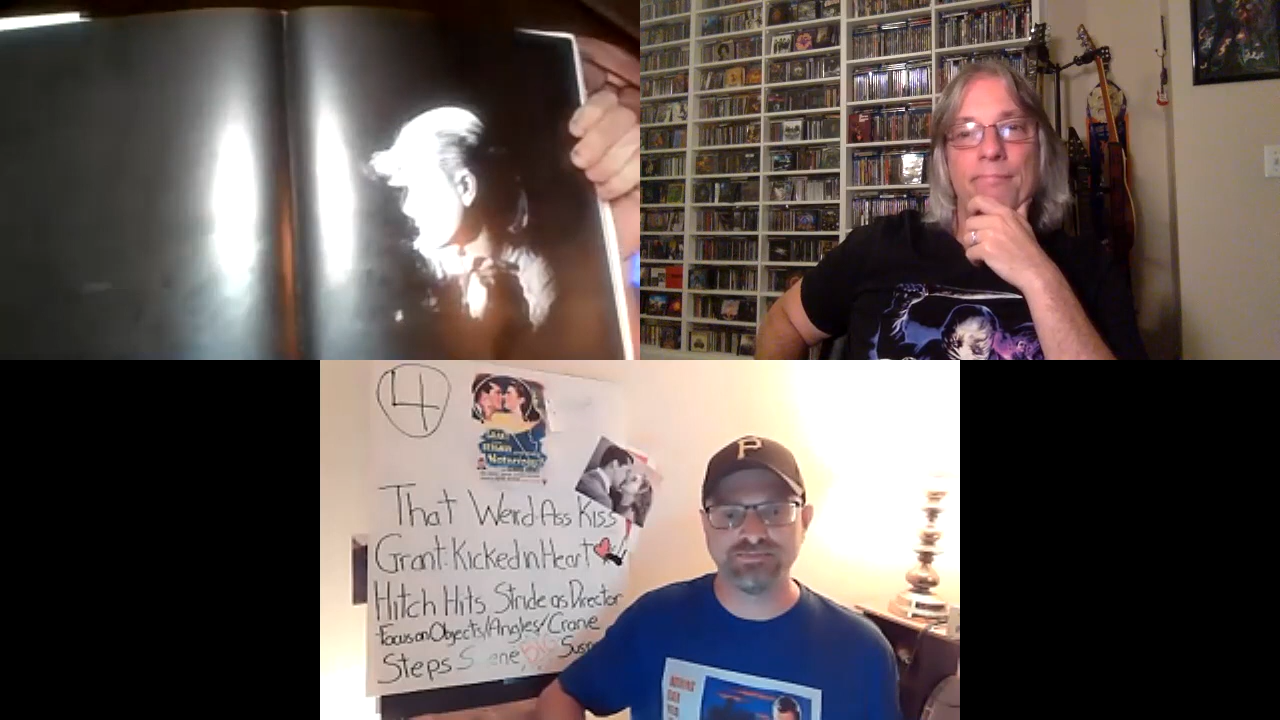 4
Notorious
P
That Weird-Ass Kiss
Grant-Kicked in Heart
Hitch Hits Stride as Director
-Focus on Objects/Angles/Crane
Steps Scene